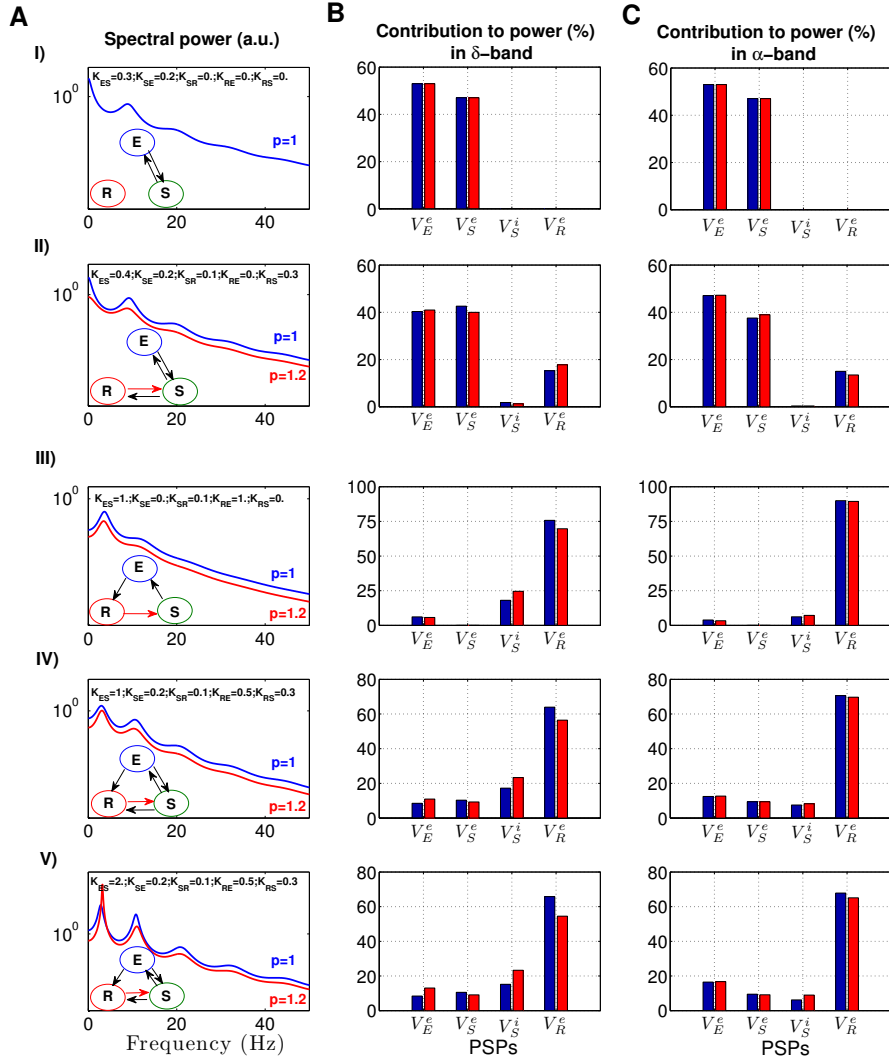 A
B
C
Spectral power (a.u.)
Contribution to power (%)
in δ−band
Contribution to power (%)
in α−band
I)
K_ES=0.3;K_SE=0.2;K_SR=0.;K_RE=0.;K_RS=0.
10^0
p=1
E
R
S
0 20 40
60
40
20
0
V_E^e V_S^e V_S^i V_R^e
60
40
20
0
V_E^e V_S^e V_S^i V_R^e
II)
K_ES=0.4;K_SE=0.2;K_SR=0.1;K_RE=0.;K_RS=0.3
10^0
p=1
E
p=1.2
R
S
0 20 40
60
40
20
0
V_E^e V_S^e V_S^i V_R^e
60
40
20
0
V_E^e V_S^e V_S^i V_R^e
III)
K_ES=1.;K_SE=0.;K_SR=0.1;K_RE=1.;K_RS=0.
10^0
p=1
E
p=1.2
R
S
0 20 40
100
75
50
25
0
V_E^e V_S^e V_S^i V_R^e
100
75
50
25
0
V_E^e V_S^e V_S^i V_R^e
IV)
K_ES=1;K_SE=0.2;K_SR=0.1;K_RE=0.5;K_RS=0.3
10^0
p=1
E
p=1.2
R
S
0 20 40
80
60
40
20
0
V_E^e V_S^e V_S^i V_R^e
80
60
40
20
0
V_E^e V_S^e V_S^i V_R^e
V)
K_ES=2.;K_SE=0.2;K_SR=0.1;K_RE=0.5;K_RS=0.3
10^0
p=1
E
p=1.2
R
S
0 20 40
Frequency (Hz)
80
60
40
20
0
V_E^e V_S^e V_S^i V_R^e
PSPs
80
60
40
20
0
V_E^e V_S^e V_S^i V_R^e
PSPs